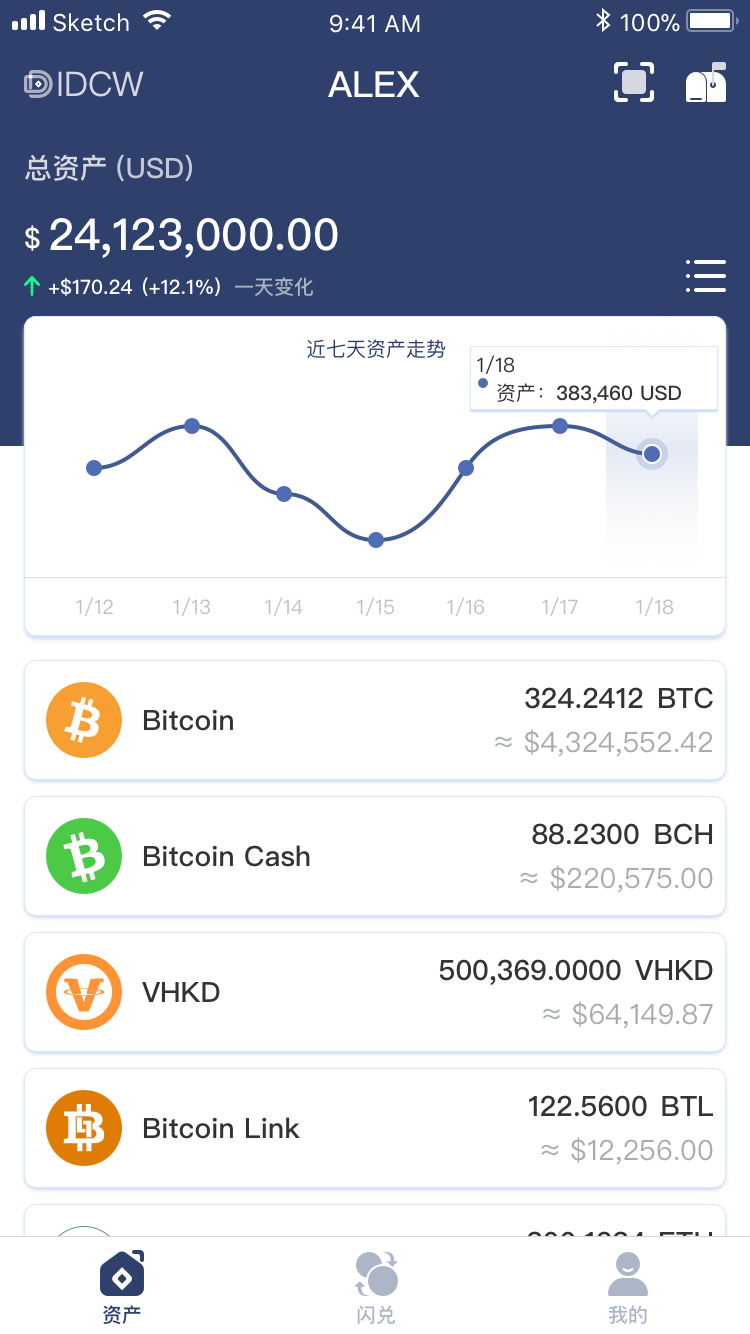 Sketch 9:41 AM 100%
IDCW ALEX
总资产 (USD)
$ 24,123,000.00
+$170.24 (+12.1%) 一天变化
近七天资产走势
1/18
资产: 383,460 USD
1/12 1/13 1/14 1/15 1/16 1/17 1/18
324.2412 BTC
Bitcoin
≈ $4,324,552.42
88.2300 BCH
Bitcoin Cash
≈ $220,575.00
500,369.0000 VHKD
VHKD
≈ $64,149.87
122.5600 BTL
Bitcoin Link
≈ $12,256.00
资产 闪兑 我的